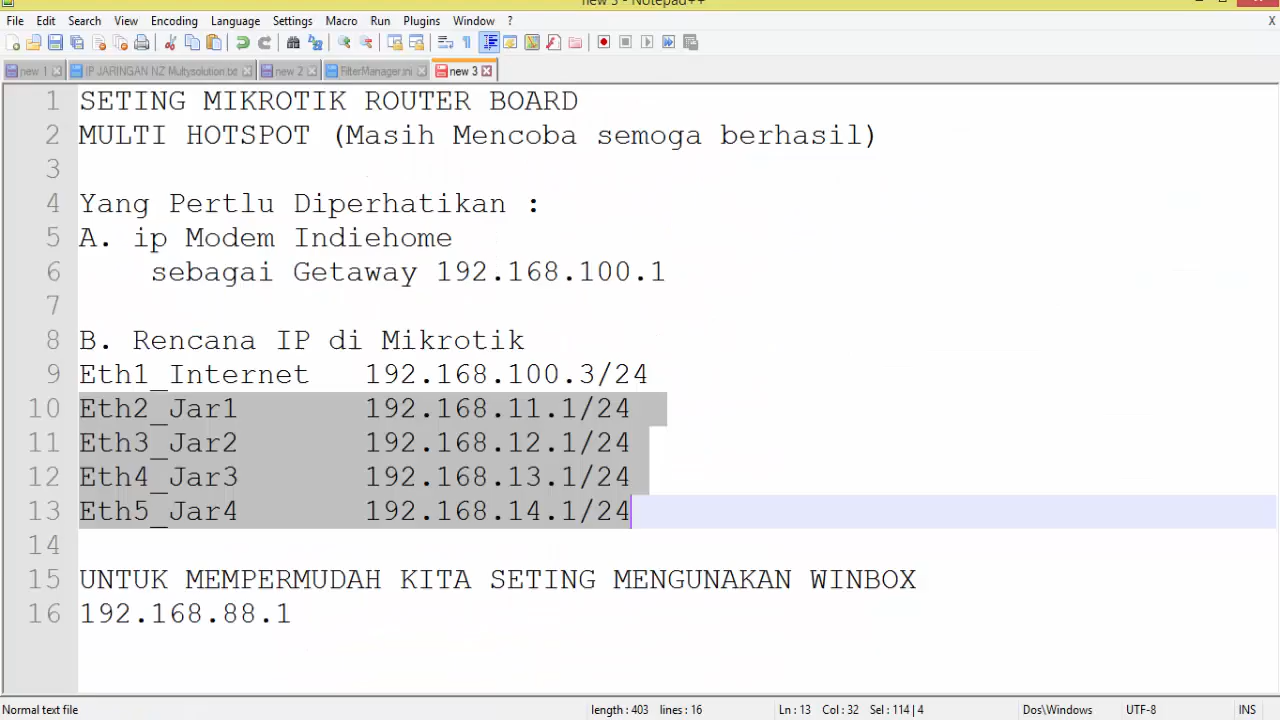 new 3 - Notepad++
File Edit Search View Encoding Language Settings Macro Run Plugins Window ? X
new 1 IP JARINGAN NZ Multysolution.txt new 2 FilterManager.ini new 3
1 SETING MIKROTIK ROUTER BOARD
2 MULTI HOTSPOT (Masih Mencoba semoga berhasil)
3
4 Yang Pertlu Diperhatikan :
5 A. ip Modem Indiehome
6 sebagai Getaway 192.168.100.1
7
8 B. Rencana IP di Mikrotik
9 Eth1_Internet 192.168.100.3/24
10 Eth2_Jar1 192.168.11.1/24
11 Eth3_Jar2 192.168.12.1/24
12 Eth4_Jar3 192.168.13.1/24
13 Eth5_Jar4 192.168.14.1/24
14
15 UNTUK MEMPERMUDAH KITA SETING MENGUNAKAN WINBOX
16 192.168.88.1
Normal text file length : 403 lines : 16 Ln : 13 Col : 32 Sel : 114 | 4 Dos\Windows UTF-8 INS